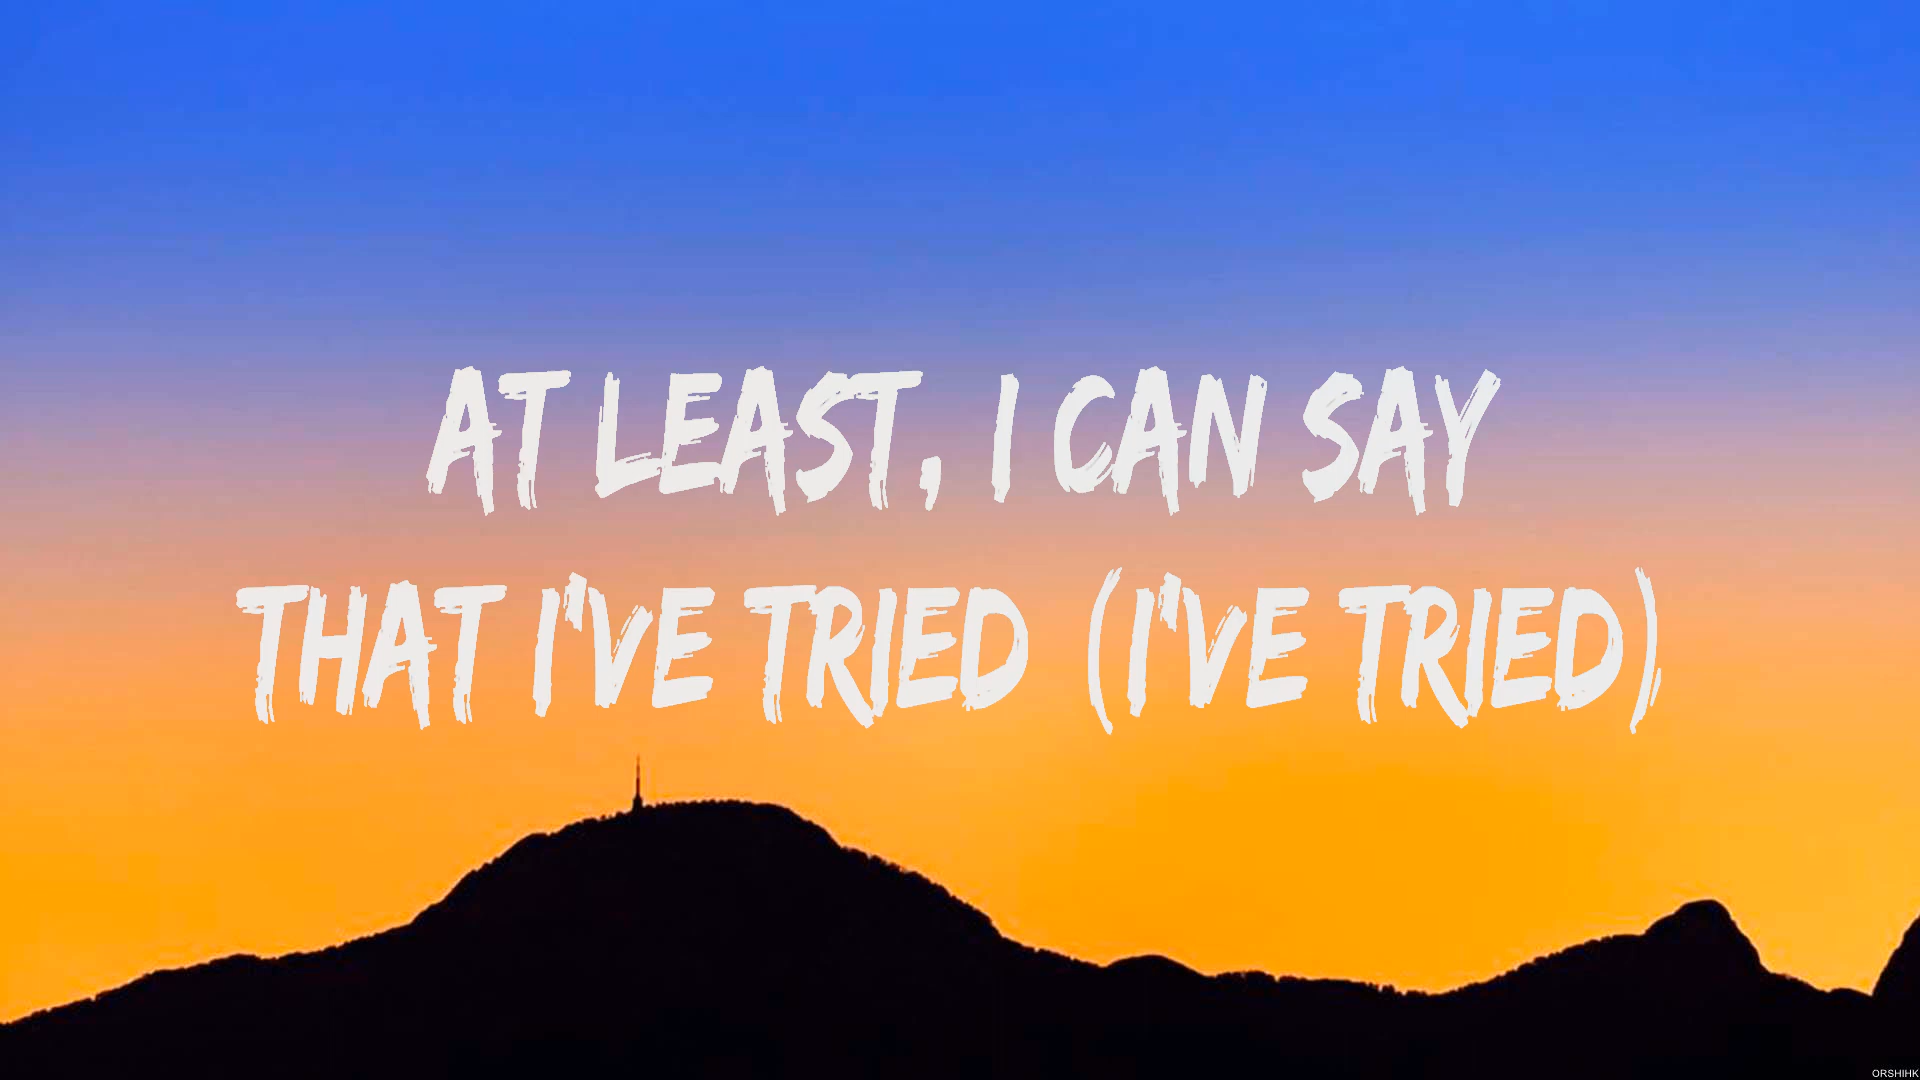 AT LEAST, I CAN SAY
THAT I'VE TRIED (I'VE TRIED)
ORSHIHK